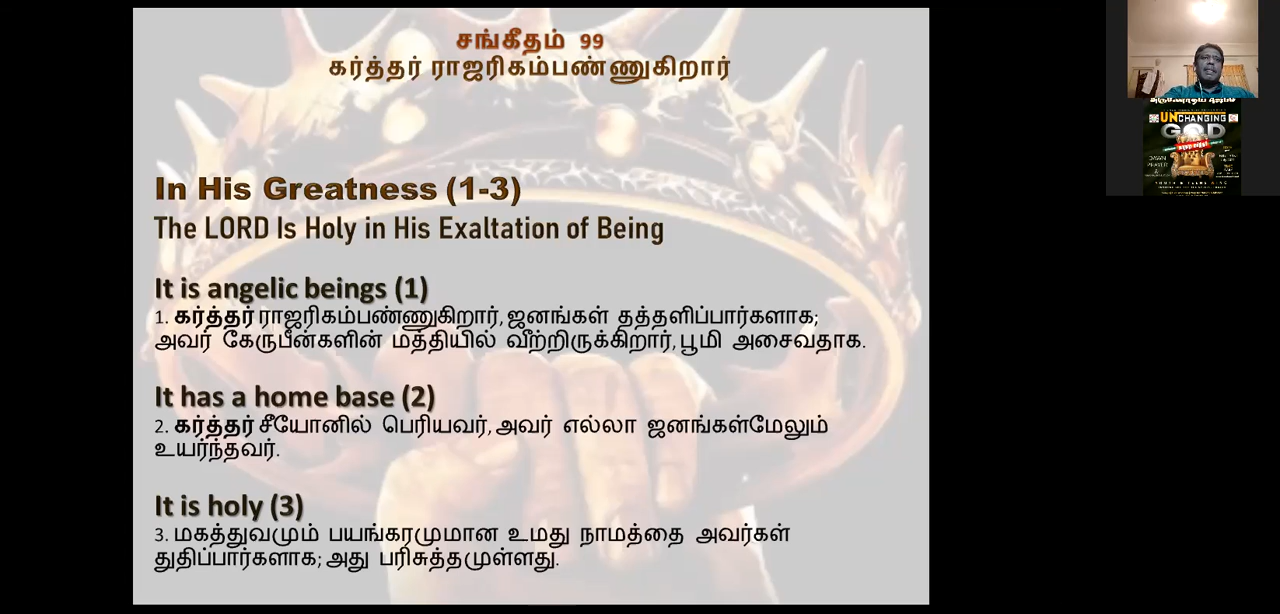 சங்கீதம் 99
கர்த்தர் ராஜரிகம்பண்ணுகிறார்
In His Greatness (1-3)
The LORD Is Holy in His Exaltation of Being
It is angelic beings (1)
1. கர்த்தர் ராஜரிகம்பண்ணுகிறார், ஜனங்கள் தத்தளிப்பார்களாக;
அவர் கேருபீன்களின் மத்தியில் வீற்றிருக்கிறார், பூமி அசைவதாக.
It has a home base (2)
2. கர்த்தர் சீயோனில் பெரியவர், அவர் எல்லா ஜனங்கள்மேலும்
உயர்ந்தவர்.
It is holy (3)
3. மகத்துவமும் பயங்கரமுமான உமது நாமத்தை அவர்கள்
துதிப்பார்களாக; அது பரிசுத்தமுள்ளது.
UNCHANGING
GOD
DAWN
PRAYER